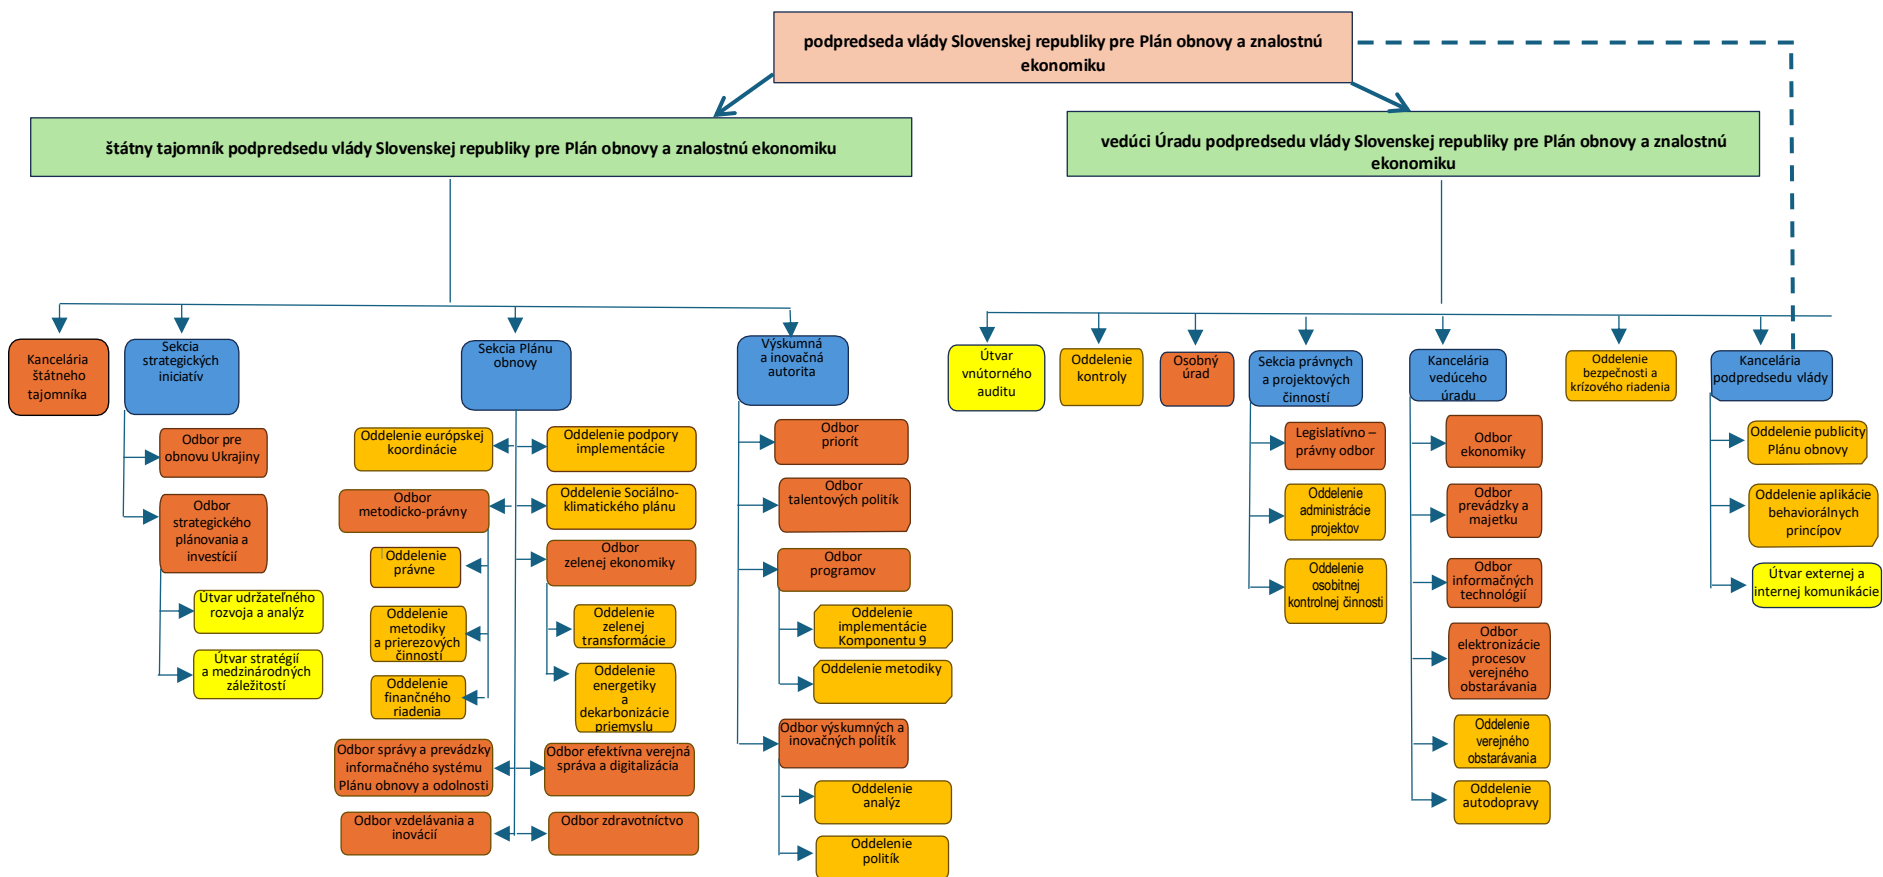 podpredseda vlády Slovenskej republiky pre Plán obnovy a znalostnú
ekonomiku
štátny tajomník podpredsedu vlády Slovenskej republiky pre Plán obnovy a znalostnú ekonomiku
vedúci Úradu podpredsedu vlády Slovenskej republiky pre Plán obnovy a znalostnú
ekonomiku
Kancelária
štátneho
tajomníka
Sekcia
strategických
iniciatív
Odbor pre
obnovu Ukrajiny
Odbor
strategického
plánovania a
investícií
Útvar udržateľného
rozvoja a analýz
Útvar stratégií
a medzinárodných
záležitostí
Sekcia Plánu
obnovy
Oddelenie európskej
koordinácie
Oddelenie podpory
implementácie
Odbor
metodicko-právny
Oddelenie Sociálno-
klimatického plánu
Oddelenie
právne
Oddelenie
metodiky
a prierezových
činností
Oddelenie
finančného
riadenia
Odbor
zelenej ekonomiky
Oddelenie
zelenej
transformácie
Oddelenie
energetiky
a
dekarbonizácie
priemyslu
Odbor správy a prevádzky
informačného systému
Plánu obnovy a odolnosti
Odbor efektívna verejná
správa a digitalizácia
Odbor vzdelávania a
inovácií
Odbor zdravotníctvo
Výskumná
a inovačná
autorita
Odbor
priorít
Odbor
talentových politík
Odbor
programov
Oddelenie
implementácie
Komponentu 9
Oddelenie metodiky
Odbor výskumných a
inovačných politík
Oddelenie
analýz
Oddelenie
politík
Útvar
vnútorného
auditu
Oddelenie
kontroly
Osobný
úrad
Sekcia právnych
a projektových
činností
Legislatívno –
právny odbor
Oddelenie
administrácie
projektov
Oddelenie
osobitnej
kontrolnej činnosti
Kancelária
vedúceho
úradu
Odbor
ekonomiky
Odbor
prevádzky a
majetku
Odbor
informačných
technológií
Odbor
elektronizácie
procesov
verejného
obstarávania
Oddelenie
verejného
obstarávania
Oddelenie
autodopravy
Oddelenie
bezpečnosti a
krízového riadenia
Kancelária
podpredsedu vlády
Oddelenie publicity
Plánu obnovy
Oddelenie aplikácie
behaviorálnych
princípov
Útvar externej a
internej komunikácie